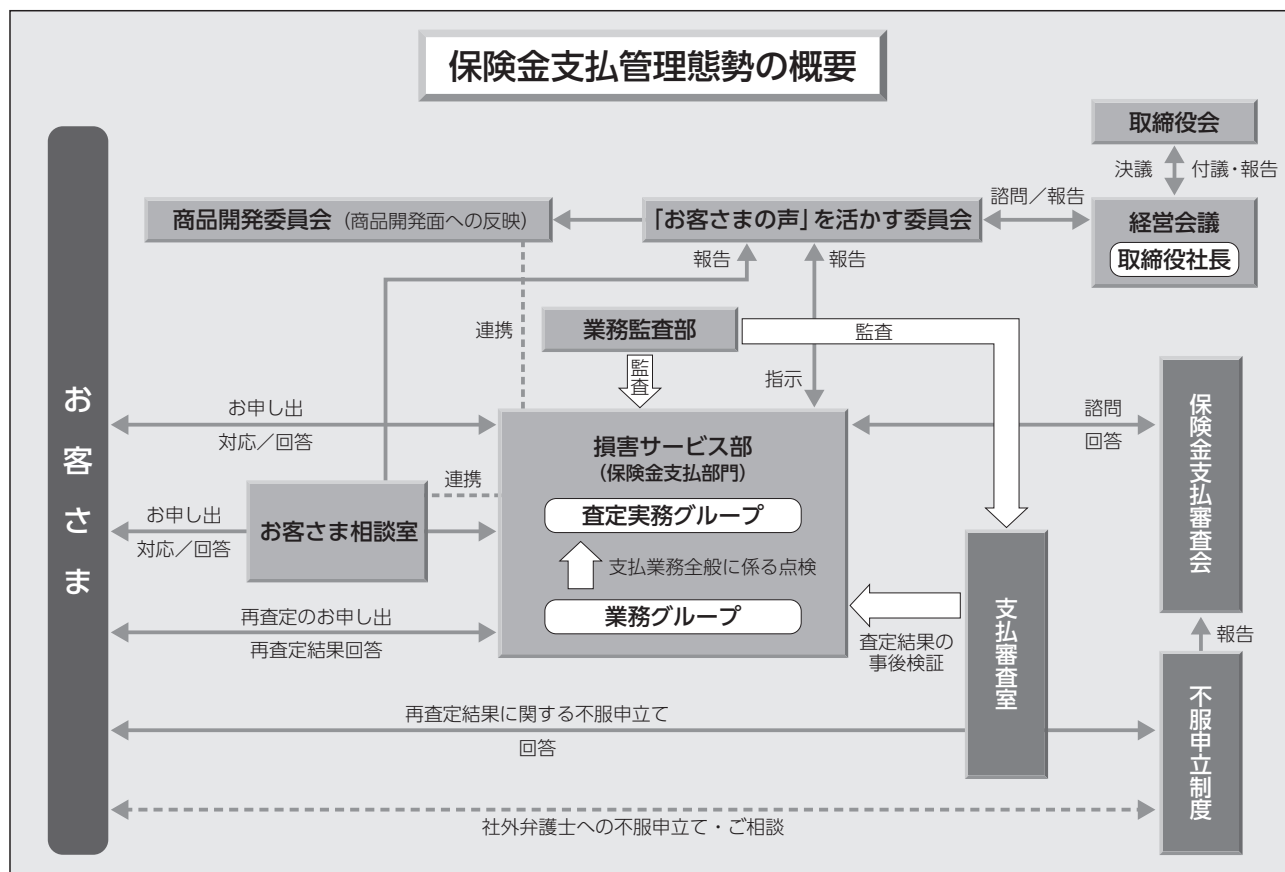 保険金支払管理態勢の概要
取締役会
決議
付議・報告
諮問／報告
経営会議
取締役社長
商品開発委員会（商品開発面への反映）
「お客さまの声」を活かす委員会
報告
報告
連携
業務監査部
監査
監査
指示
お客さま
お申し出
対応／回答
損害サービス部
（保険金支払部門）
諮問
回答
保険金支払審査会
連携
査定実務グループ
お申し出
対応／回答
お客さま相談室
支払業務全般に係る点検
業務グループ
支払審査室
再査定のお申し出
再査定結果回答
査定結果の
事後検証
報告
不服申立制度
再査定結果に関する不服申立て
回答
社外弁護士への不服申立て・ご相談